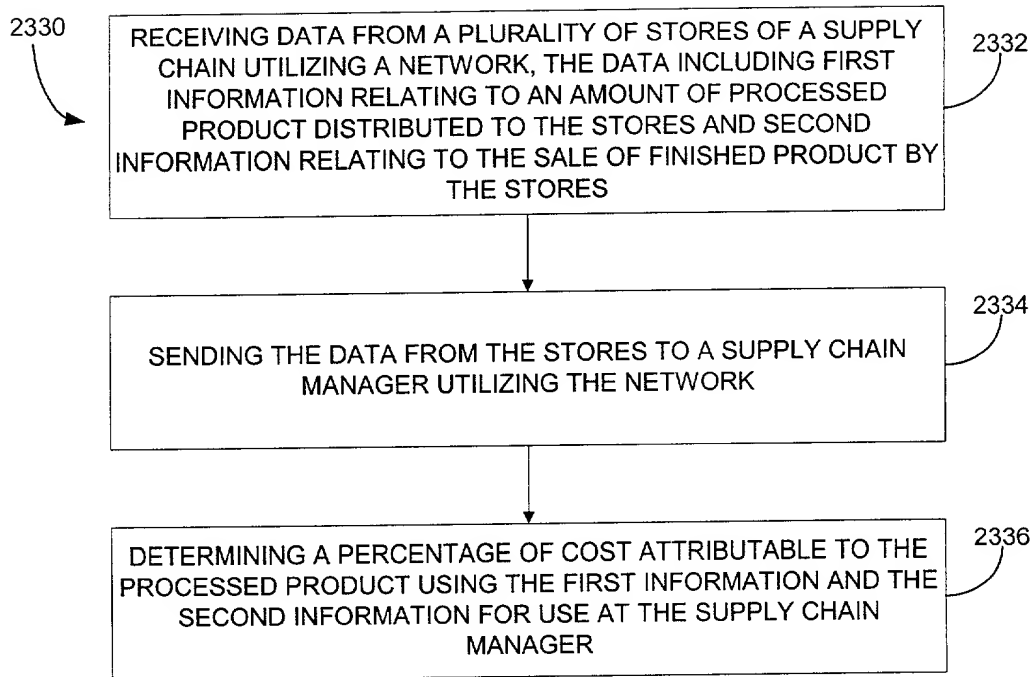 2330
RECEIVING DATA FROM A PLURALITY OF STORES OF A SUPPLY
CHAIN UTILIZING A NETWORK, THE DATA INCLUDING FIRST
INFORMATION RELATING TO AN AMOUNT OF PROCESSED
PRODUCT DISTRIBUTED TO THE STORES AND SECOND
INFORMATION RELATING TO THE SALE OF FINISHED PRODUCT BY
THE STORES
2332
SENDING THE DATA FROM THE STORES TO A SUPPLY CHAIN
MANAGER UTILIZING THE NETWORK
2334
DETERMINING A PERCENTAGE OF COST ATTRIBUTABLE TO THE
PROCESSED PRODUCT USING THE FIRST INFORMATION AND THE
SECOND INFORMATION FOR USE AT THE SUPPLY CHAIN
MANAGER
2336